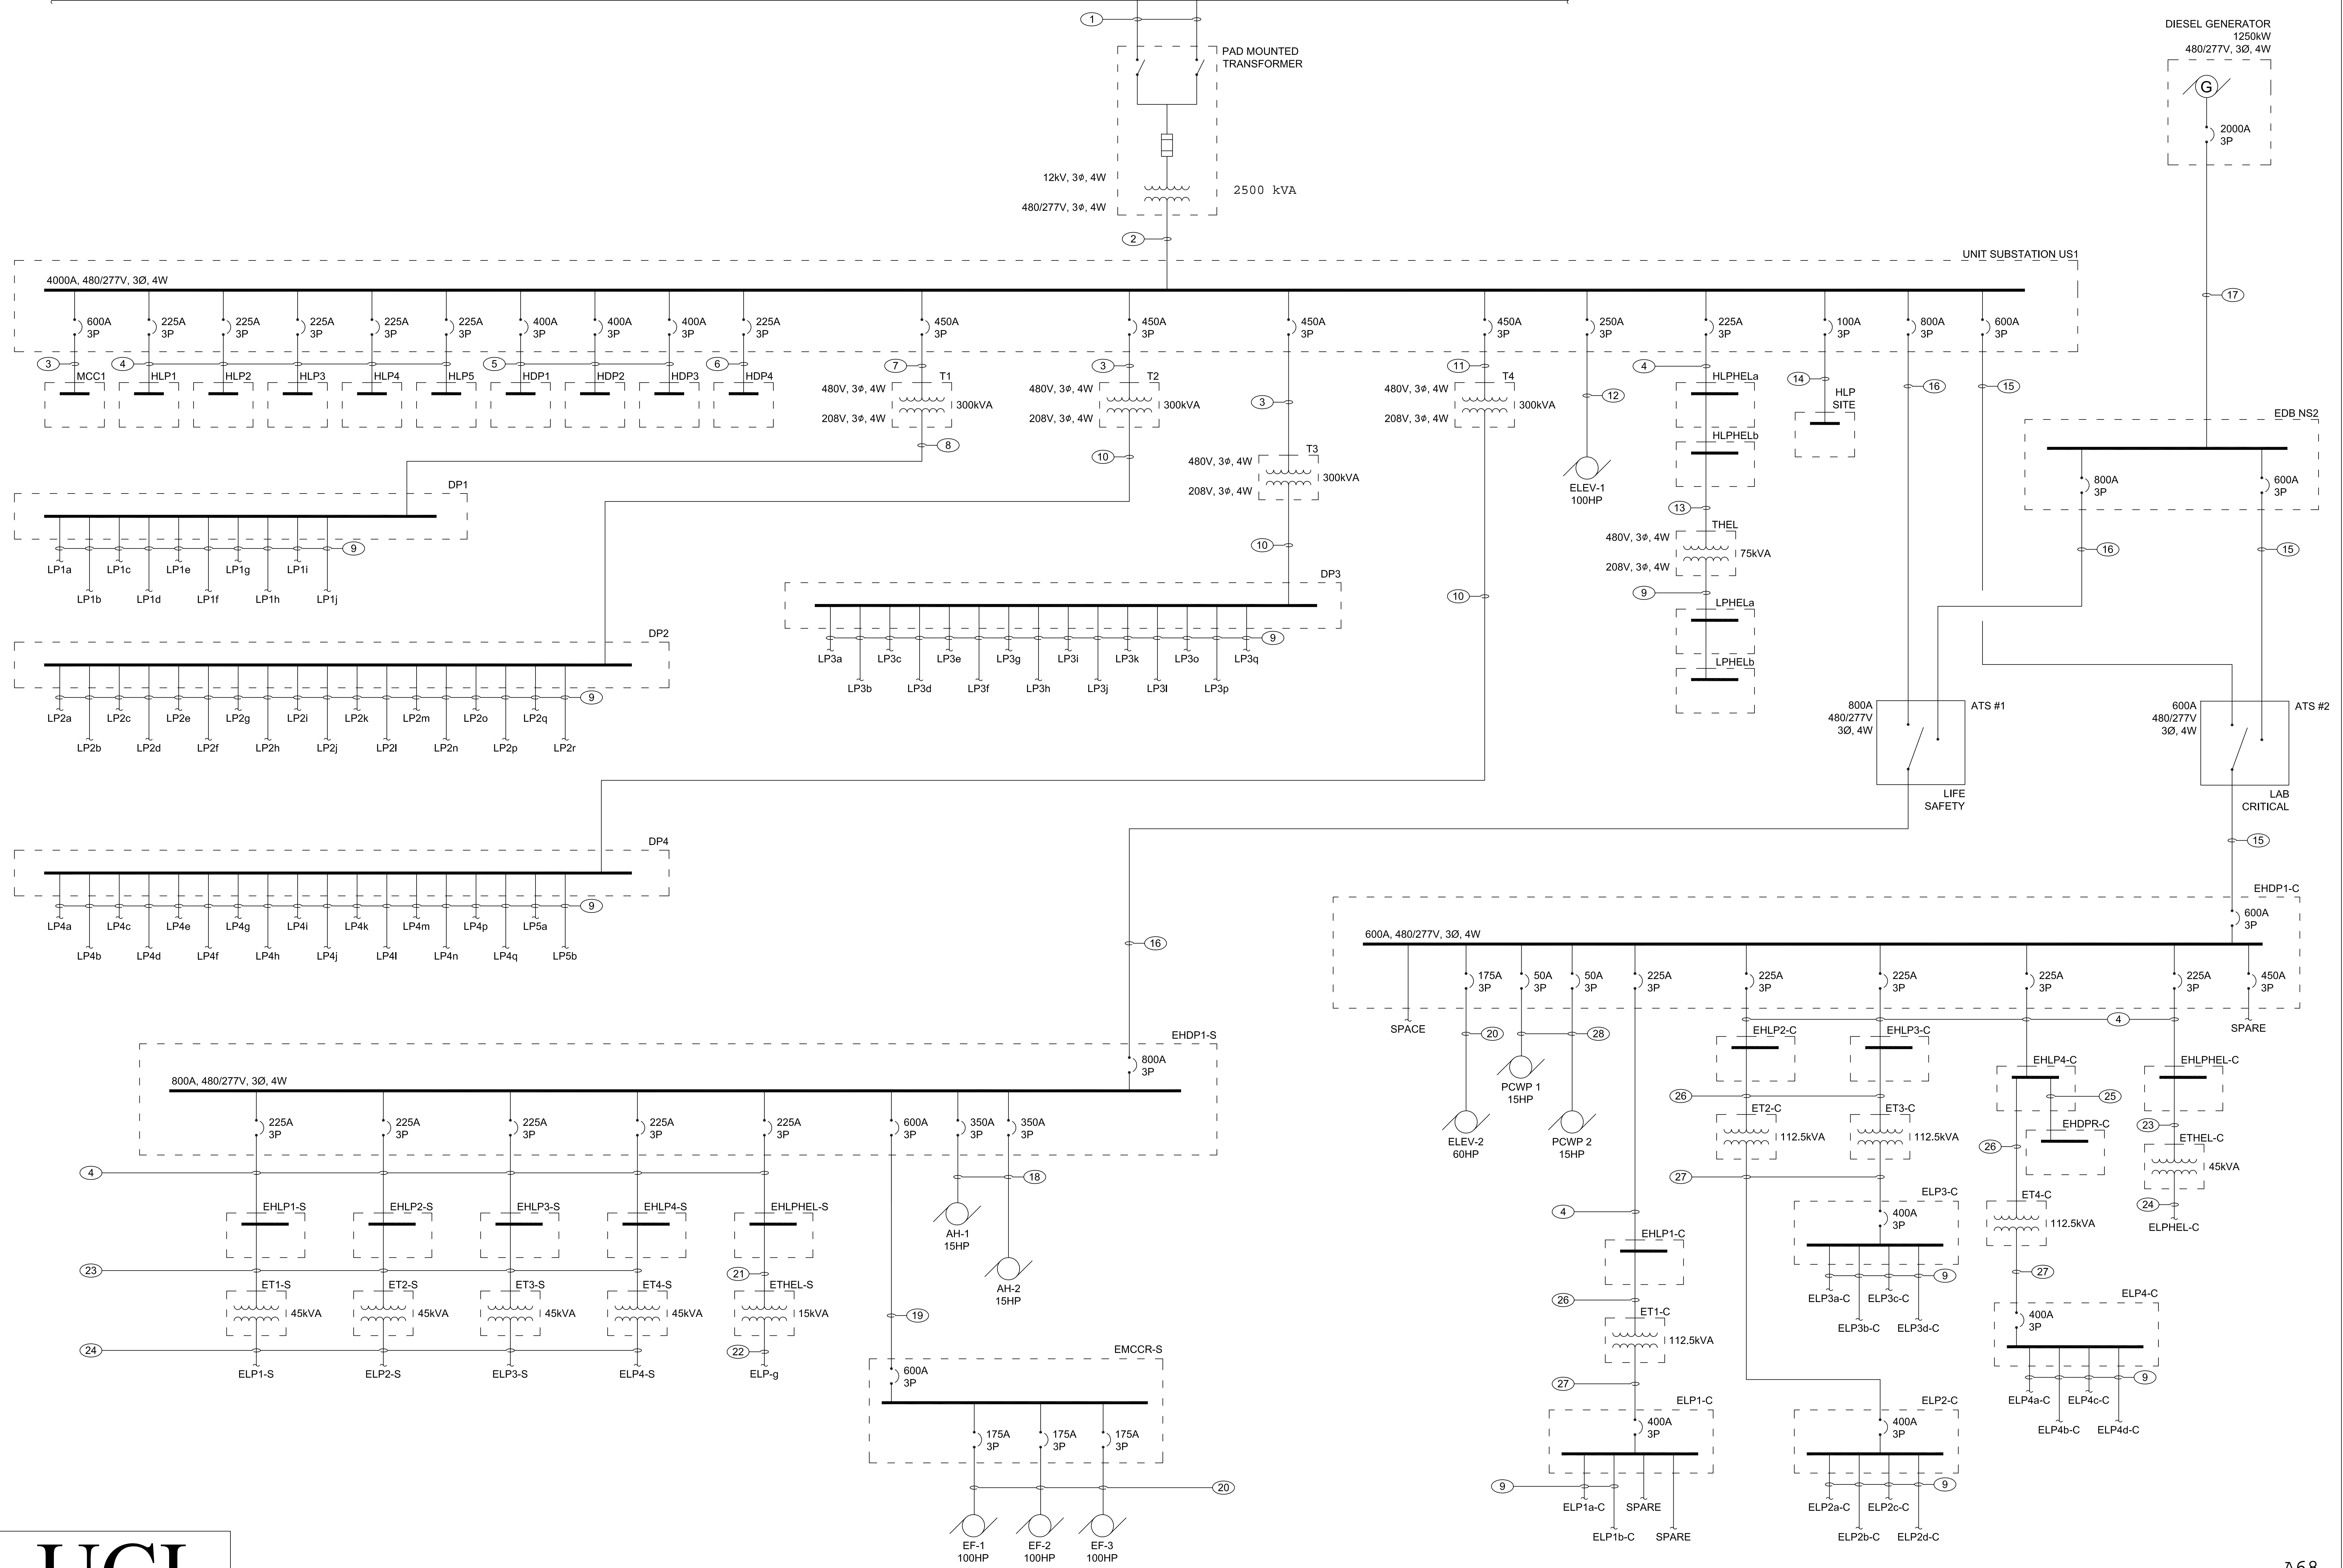 1
PAD MOUNTED
TRANSFORMER
12kV, 3ø, 4W
2500 kVA
480/277V, 3ø, 4W
2
DIESEL GENERATOR
1250kW
480/277V, 3Ø, 4W
G
2000A
3P
17
UNIT SUBSTATION US1
4000A, 480/277V, 3Ø, 4W
600A
3P
225A
3P
225A
3P
225A
3P
225A
3P
225A
3P
400A
3P
400A
3P
400A
3P
225A
3P
450A
3P
450A
3P
450A
3P
450A
3P
250A
3P
225A
3P
100A
3P
800A
3P
600A
3P
3
4
5
6
7
3
11
4
14
16
15
MCC1
HLP1
HLP2
HLP3
HLP4
HLP5
HDP1
HDP2
HDP3
HDP4
T1
480V, 3ø, 4W
300kVA
208V, 3ø, 4W
8
T2
480V, 3ø, 4W
300kVA
208V, 3ø, 4W
10
3
T3
480V, 3ø, 4W
300kVA
208V, 3ø, 4W
10
T4
480V, 3ø, 4W
300kVA
208V, 3ø, 4W
10
12
ELEV-1
100HP
HLPHELa
HLPHELb
13
THEL
480V, 3ø, 4W
75kVA
208V, 3ø, 4W
9
LPHELa
LPHELb
HLP
SITE
EDB NS2
800A
3P
600A
3P
16
15
DP1
9
LP1a
LP1c
LP1e
LP1g
LP1i
LP1b
LP1d
LP1f
LP1h
LP1j
DP2
9
LP2a
LP2c
LP2e
LP2g
LP2i
LP2k
LP2m
LP2o
LP2q
LP2b
LP2d
LP2f
LP2h
LP2j
LP2l
LP2n
LP2p
LP2r
DP3
9
LP3a
LP3c
LP3e
LP3g
LP3i
LP3k
LP3o
LP3q
LP3b
LP3d
LP3f
LP3h
LP3j
LP3l
LP3p
800A
480/277V
3Ø, 4W
ATS #1
LIFE
SAFETY
600A
480/277V
3Ø, 4W
ATS #2
LAB
CRITICAL
15
DP4
9
LP4a
LP4c
LP4e
LP4g
LP4i
LP4k
LP4m
LP4p
LP5a
LP4b
LP4d
LP4f
LP4h
LP4j
LP4l
LP4n
LP4q
LP5b
16
EHDP1-S
800A
3P
800A, 480/277V, 3Ø, 4W
225A
3P
225A
3P
225A
3P
225A
3P
225A
3P
600A
3P
350A
3P
350A
3P
4
18
EHLP1-S
EHLP2-S
EHLP3-S
EHLP4-S
EHLPHEL-S
AH-1
15HP
AH-2
15HP
23
21
ET1-S
45kVA
ET2-S
45kVA
ET3-S
45kVA
ET4-S
45kVA
ETHEL-S
15kVA
19
24
22
ELP1-S
ELP2-S
ELP3-S
ELP4-S
ELP-g
EMCCR-S
600A
3P
175A
3P
175A
3P
175A
3P
20
EF-1
100HP
EF-2
100HP
EF-3
100HP
EHDP1-C
600A
3P
600A, 480/277V, 3Ø, 4W
175A
3P
50A
3P
50A
3P
225A
3P
225A
3P
225A
3P
225A
3P
225A
3P
450A
3P
SPACE
20
28
4
SPARE
ELEV-2
60HP
PCWP 1
15HP
PCWP 2
15HP
4
EHLP1-C
26
ET1-C
112.5kVA
27
ELP1-C
400A
3P
9
ELP1a-C
SPARE
ELP1b-C
SPARE
EHLP2-C
EHLP3-C
26
ET2-C
112.5kVA
ET3-C
112.5kVA
27
ELP3-C
400A
3P
9
ELP3a-C
ELP3c-C
ELP3b-C
ELP3d-C
ELP2-C
400A
3P
9
ELP2a-C
ELP2c-C
ELP2b-C
ELP2d-C
EHLP4-C
25
EHDPR-C
26
ET4-C
112.5kVA
27
ELP4-C
400A
3P
9
ELP4a-C
ELP4c-C
ELP4b-C
ELP4d-C
EHLPHEL-C
23
ETHEL-C
45kVA
24
ELPHEL-C
UCI
A68